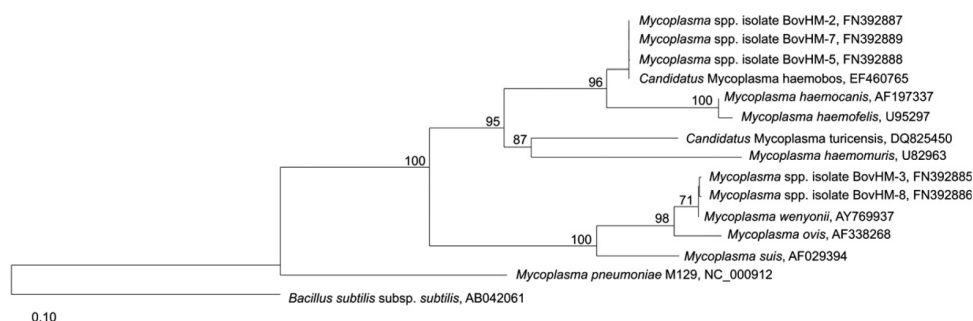 Mycoplasma spp. isolate BovHM-2, FN392887
Mycoplasma spp. isolate BovHM-7, FN392889
Mycoplasma spp. isolate BovHM-5, FN392888
96
Candidatus Mycoplasma haemobos, EF460765
100
Mycoplasma haemocanis, AF197337
Mycoplasma haemofelis, U95297
95
87
Candidatus Mycoplasma turicensis, DQ825450
Mycoplasma haemomuris, U82963
100
Mycoplasma spp. isolate BovHM-3, FN392885
Mycoplasma spp. isolate BovHM-8, FN392886
71
Mycoplasma wenyonii, AY769937
98
Mycoplasma ovis, AF338268
100
Mycoplasma suis, AF029394
Mycoplasma pneumoniae M129, NC_000912
Bacillus subtilis subsp. subtilis, AB042061
0.10